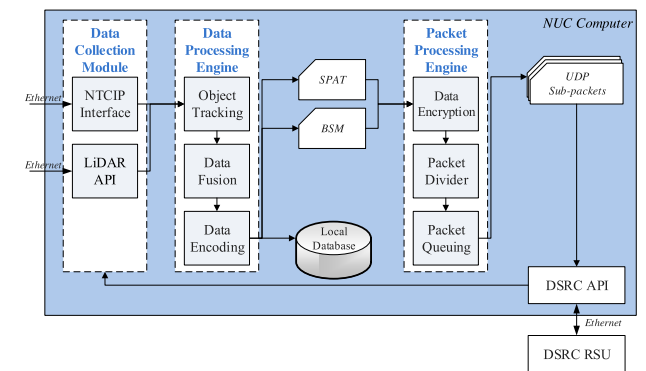 NUC Computer
Data
Collection
Module
Data
Processing
Engine
Packet
Processing
Engine
Ethernet
NTCIP
Interface
Ethernet
LiDAR
API
Object
Tracking
Data
Fusion
Data
Encoding
SPAT
BSM
Local
Database
Data
Encryption
Packet
Divider
Packet
Queuing
UDP
Sub-packets
DSRC API
Ethernet
DSRC RSU